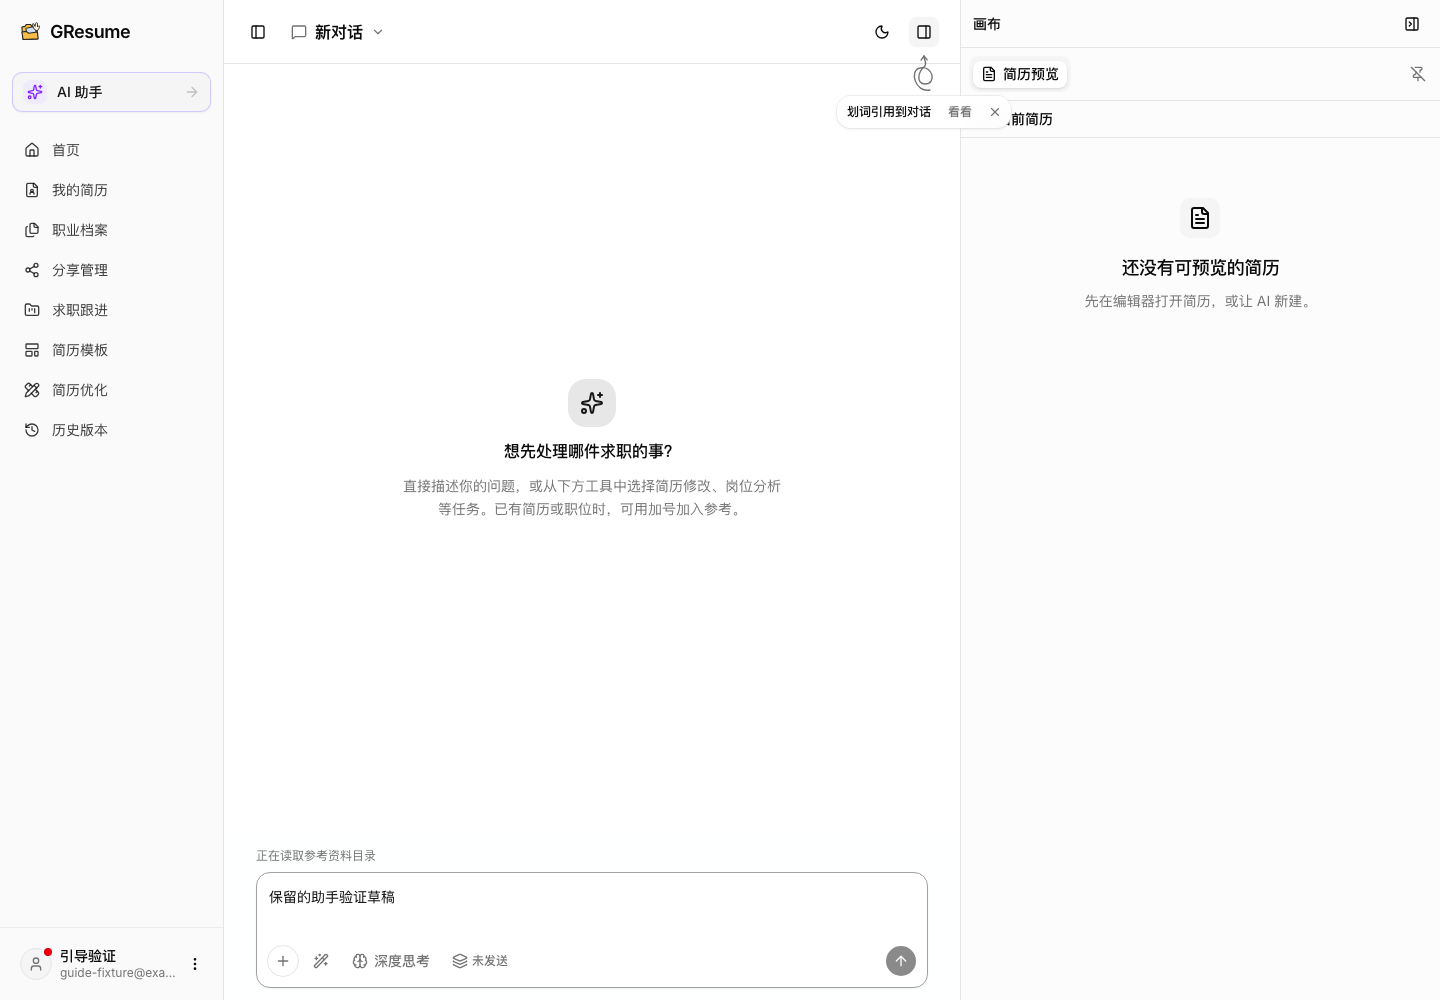 GResume
AI 助手
首页
我的简历
职业档案
分享管理
求职跟进
简历模板
简历优化
历史版本
引导验证
guide-fixture@exa...
新对话
划词引用到对话 看看
想先处理哪件求职的事?
直接描述你的问题，或从下方工具中选择简历修改、岗位分析
等任务。已有简历或职位时，可用加号加入参考。
正在读取参考资料目录
保留的助手验证草稿
深度思考 未发送
画布
简历预览
前简历
还没有可预览的简历
先在编辑器打开简历，或让 AI 新建。